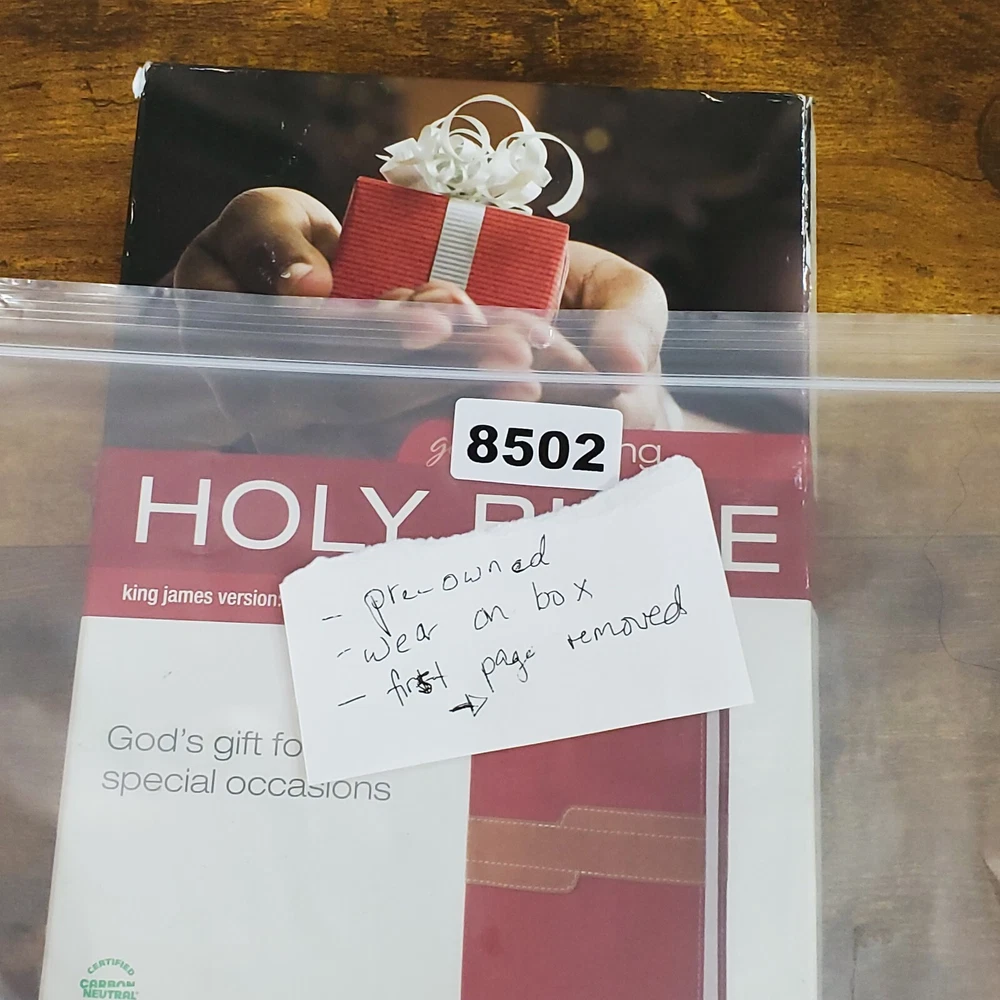 8502
HOLY
king james version:
- pre-owned
- wear on box
- first page removed
God's gift
special occasions
CERTIFIED
CARBON
NEUTRAL